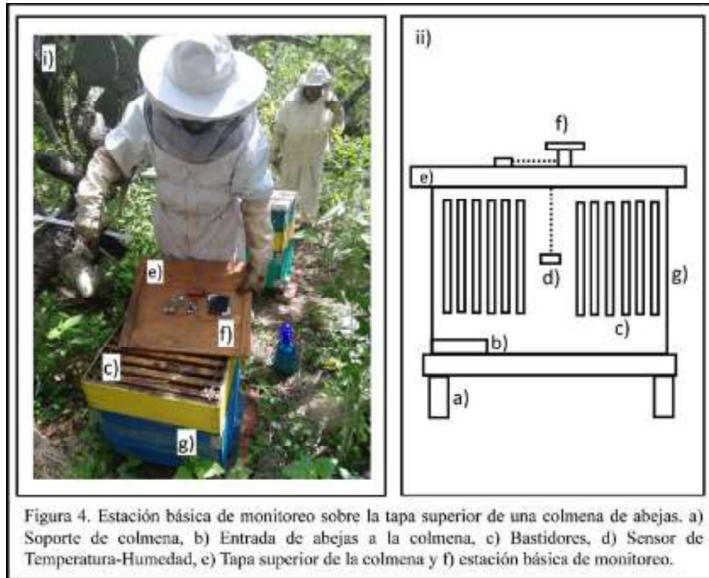 i)
e)
f)
c)
g)
ii)
f)
e)
d)
g)
c)
b)
a)
Figura 4. Estación básica de monitoreo sobre la tapa superior de una colmena de abejas. a)
Soporte de colmena, b) Entrada de abejas a la colmena, c) Bastidores, d) Sensor de
Temperatura-Humedad, e) Tapa superior de la colmena y f) estación básica de monitoreo.